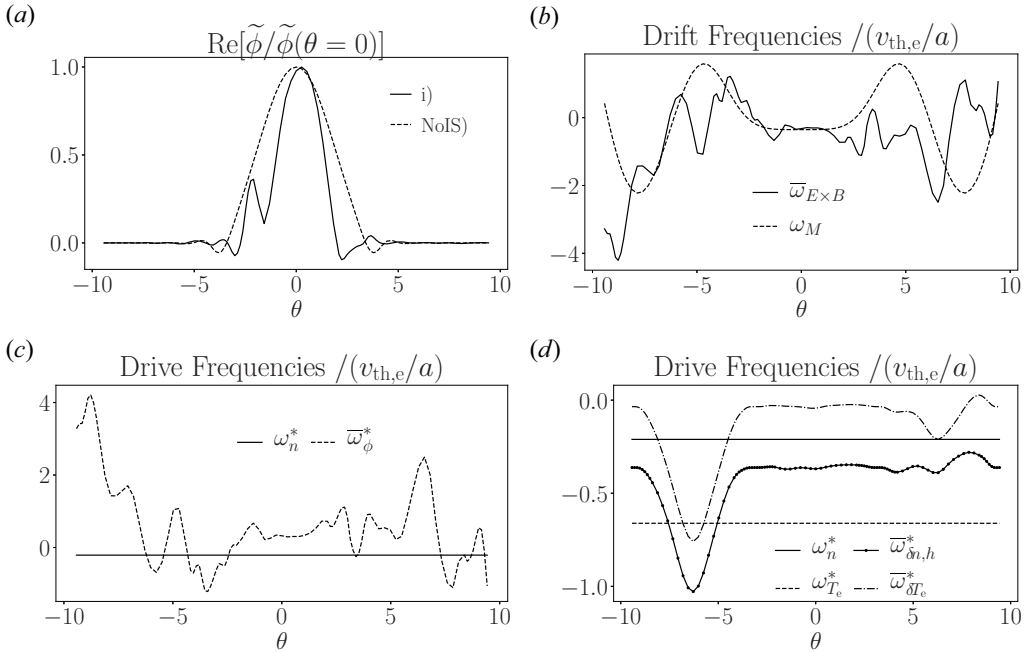 (a)
Re[ϕ̃/ϕ̃(θ = 0)]
1.0
0.5
0.0
i)
NoIS)
−10 −5 0 5 10
θ
(b)
Drift Frequencies /(v_th,e/a)
0
−2
−4
ω̅_E×B
ω_M
−10 −5 0 5 10
θ
(c)
Drive Frequencies /(v_th,e/a)
4
2
0
ω*_n ω̅*_ϕ
−10 −5 0 5 10
θ
(d)
Drive Frequencies /(v_th,e/a)
0.0
−0.5
−1.0
ω*_n ω̅*_δn,h
ω*_T_e ω̅*_δT_e
−10 −5 0 5 10
θ